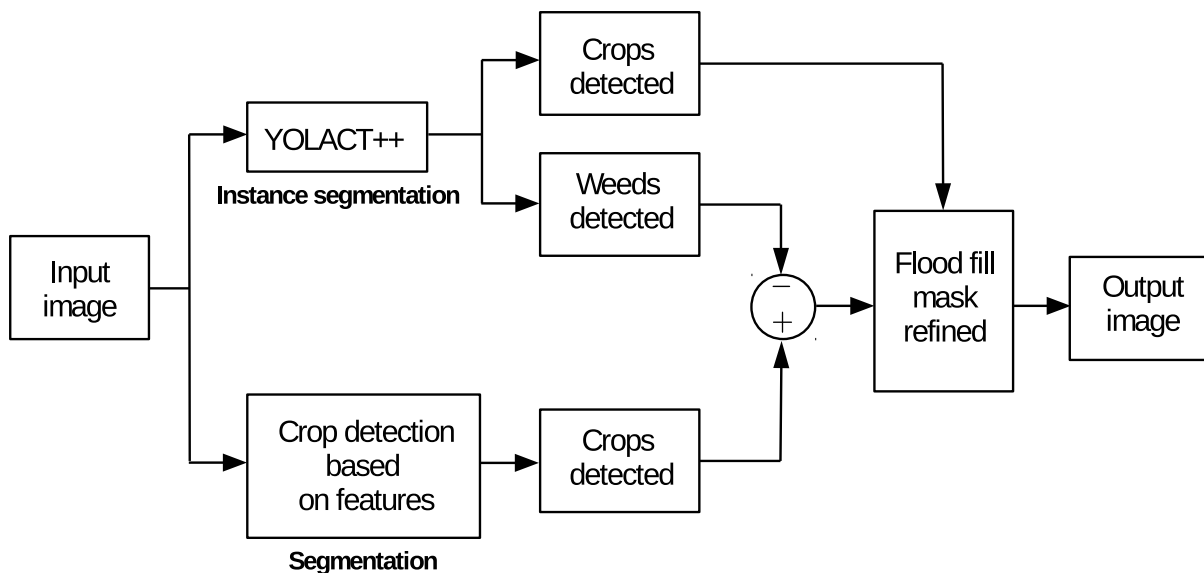 Crops
detected
YOLACT++
Instance segmentation
Weeds
detected
Input
image
Flood fill
mask
refined
Output
image
−
+
Crop detection
based
on features
Segmentation
Crops
detected